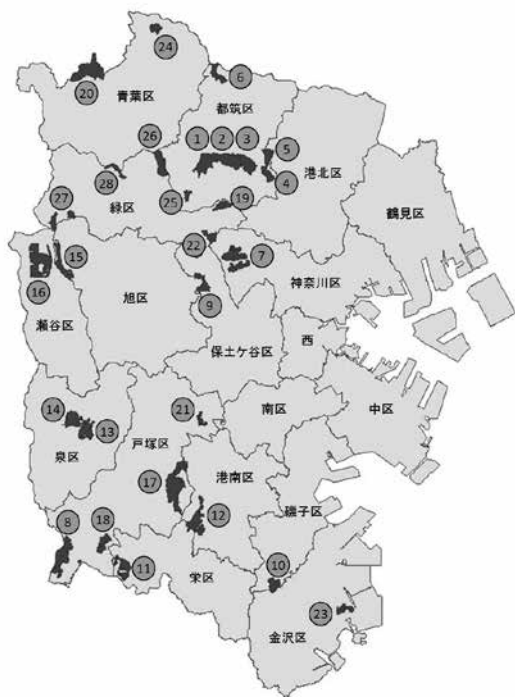 24
6
20
青葉区
都筑区
26
1 2 3
5
28
4
港北区
25
19
緑区
鶴見区
27
22
7
15
神奈川区
16
旭区
9
瀬谷区
保土ケ谷区
西
14
21
南区
中区
13
戸塚区
泉区
17
港南区
8
18
12
磯子区
11
10
栄区
23
金沢区